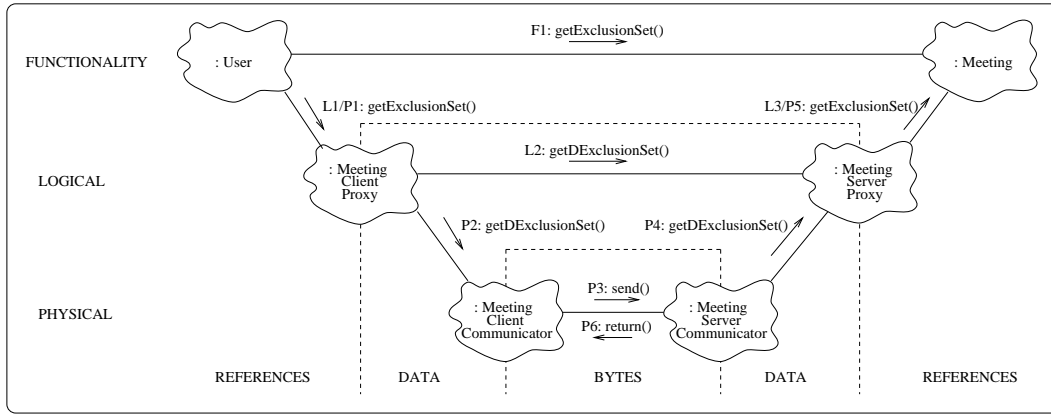 F1: getExclusionSet()
FUNCTIONALITY
: User
: Meeting
L1/P1: getExclusionSet()
L3/P5: getExclusionSet()
L2: getDExclusionSet()
LOGICAL
: Meeting
Client
Proxy
: Meeting
Server
Proxy
P2: getDExclusionSet()
P4: getDExclusionSet()
P3: send()
PHYSICAL
: Meeting
Client
Communicator
P6: return()
: Meeting
Server
Communicator
REFERENCES
DATA
BYTES
DATA
REFERENCES